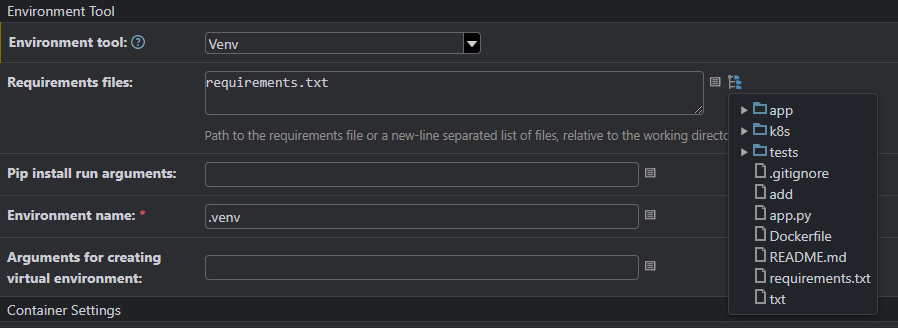 Environment Tool
Environment tool: ?
Venv
Requirements files:
requirements.txt
Path to the requirements file or a new-line separated list of files, relative to the working direct
app
k8s
tests
.gitignore
add
app.py
Dockerfile
README.md
requirements.txt
txt
Pip install run arguments:
Environment name: *
.venv
Arguments for creating
virtual environment:
Container Settings